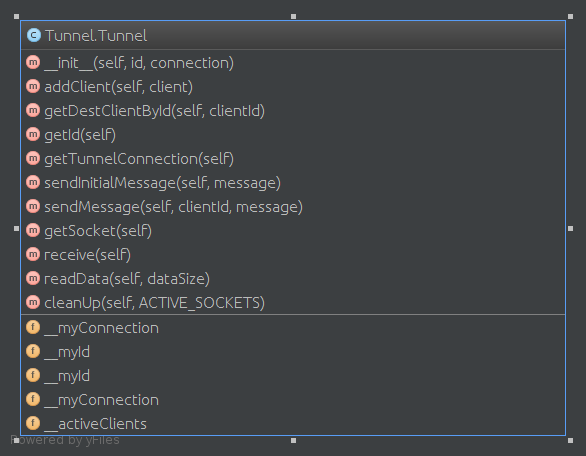 C Tunnel.Tunnel
m __init__(self, id, connection)
m addClient(self, client)
m getDestClientById(self, clientId)
m getId(self)
m getTunnelConnection(self)
m sendInitialMessage(self, message)
m sendMessage(self, clientId, message)
m getSocket(self)
m receive(self)
m readData(self, dataSize)
m cleanUp(self, ACTIVE_SOCKETS)
f __myConnection
f __myId
f __myId
f __myConnection
f __activeClients
Powered by yFiles